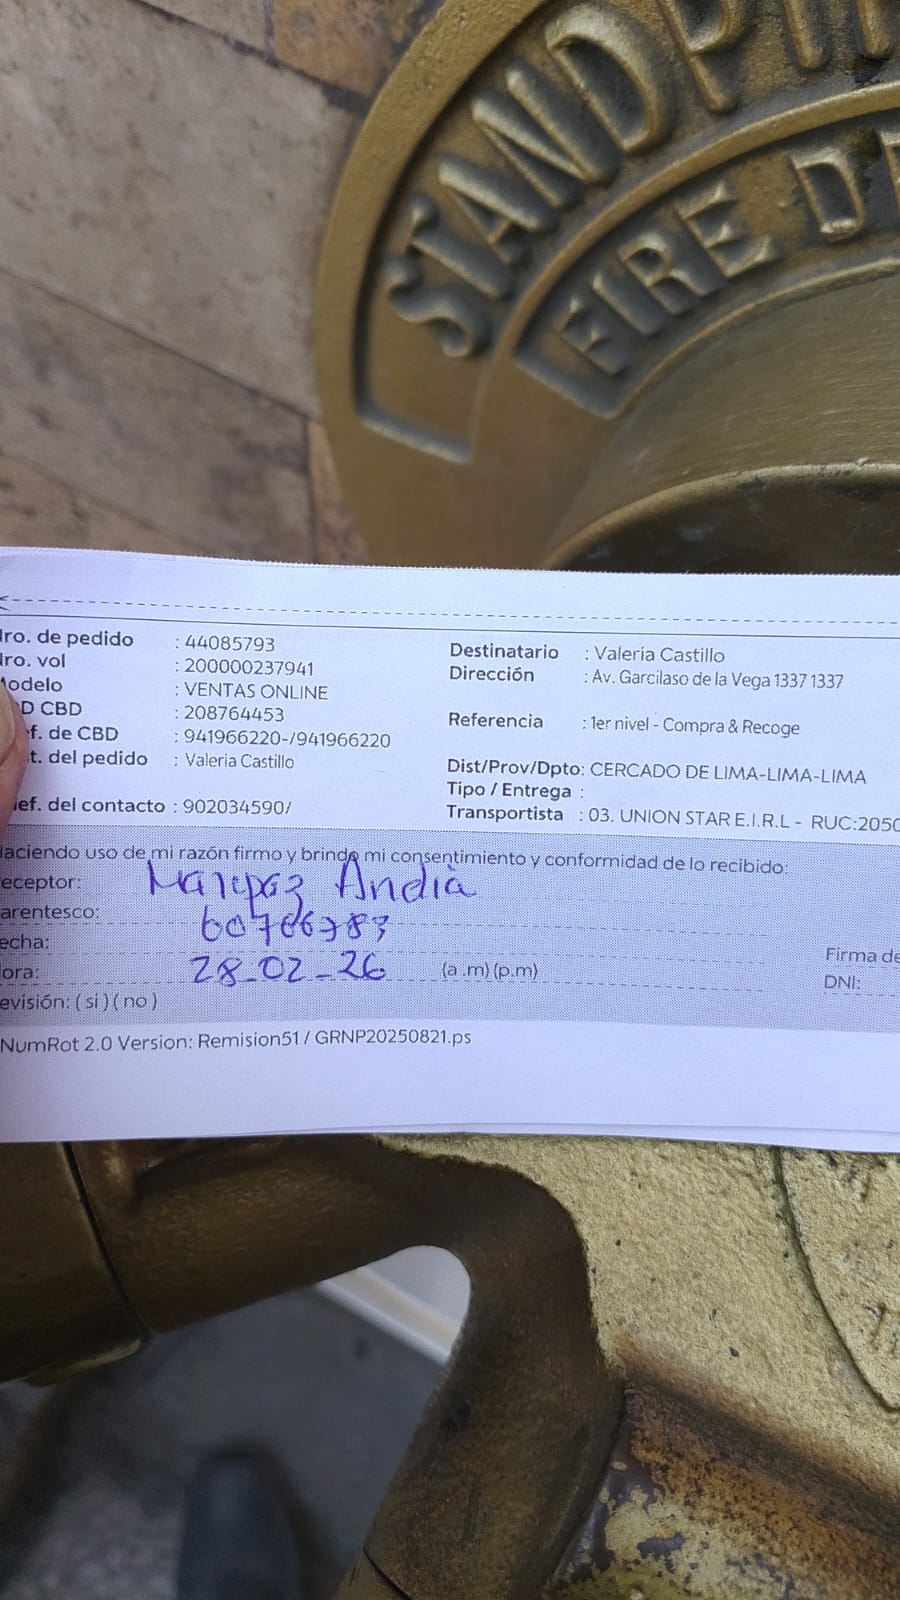 STANDPI
FIRE DE
Nro. de pedido : 44085793
Nro. vol : 200000237941
Modelo : VENTAS ONLINE
D CBD : 208764453
f. de CBD : 941966220-/941966220
t. del pedido : Valeria Castillo
ef. del contacto : 902034590/
Destinatario : Valeria Castillo
Dirección : Av. Garcilaso de la Vega 1337 1337
Referencia : 1er nivel - Compra & Recoge
Dist/Prov/Dpto: CERCADO DE LIMA-LIMA-LIMA
Tipo / Entrega :
Transportista : 03. UNION STAR E.I.R.L - RUC:2050
Haciendo uso de mi razón firmo y brindo mi consentimiento y conformidad de lo recibido:
eceptor: Maripaz Andia
arentesco: 60766783
echa: 28-02-26
ora: (a .m) (p.m)
evisión: ( si ) ( no )
Firma de
DNI:
NumRot 2.0 Version: Remision51 / GRNP20250821.ps